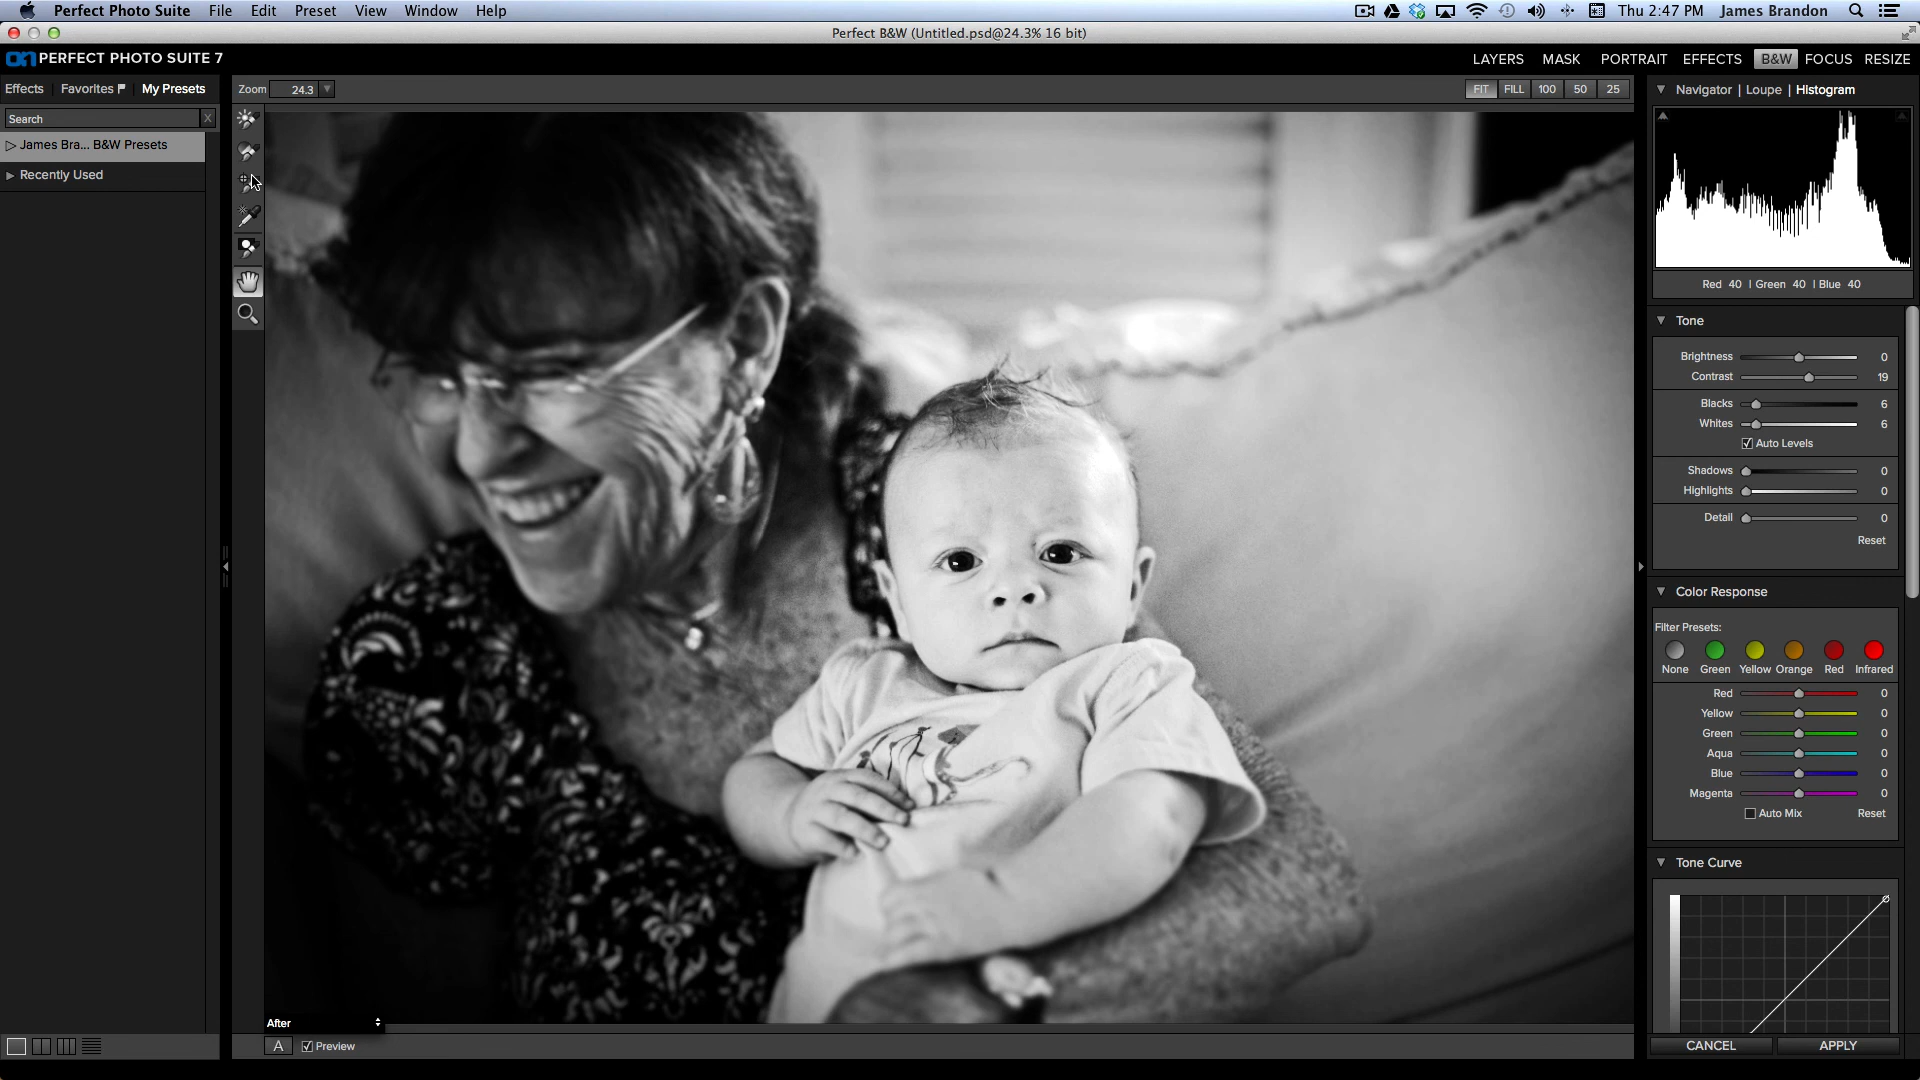 Perfect Photo Suite File Edit Preset View Window Help Thu 2:47 PM James Brandon
Perfect B&W (Untitled.psd@24.3% 16 bit)
on PERFECT PHOTO SUITE 7 LAYERS MASK PORTRAIT EFFECTS B&W FOCUS RESIZE
Effects Favorites My Presets Zoom 24.3 FIT FILL 100 50 25 Navigator | Loupe | Histogram
Search X
James Bra... B&W Presets
Recently Used
Red 40 | Green 40 | Blue 40
Tone
Brightness 0
Contrast 19
Blacks 6
Whites 6
Auto Levels
Shadows 0
Highlights 0
Detail 0
Reset
Color Response
Filter Presets:
None Green Yellow Orange Red Infrared
Red 0
Yellow 0
Green 0
Aqua 0
Blue 0
Magenta 0
Auto Mix Reset
Tone Curve
After
A Preview CANCEL APPLY